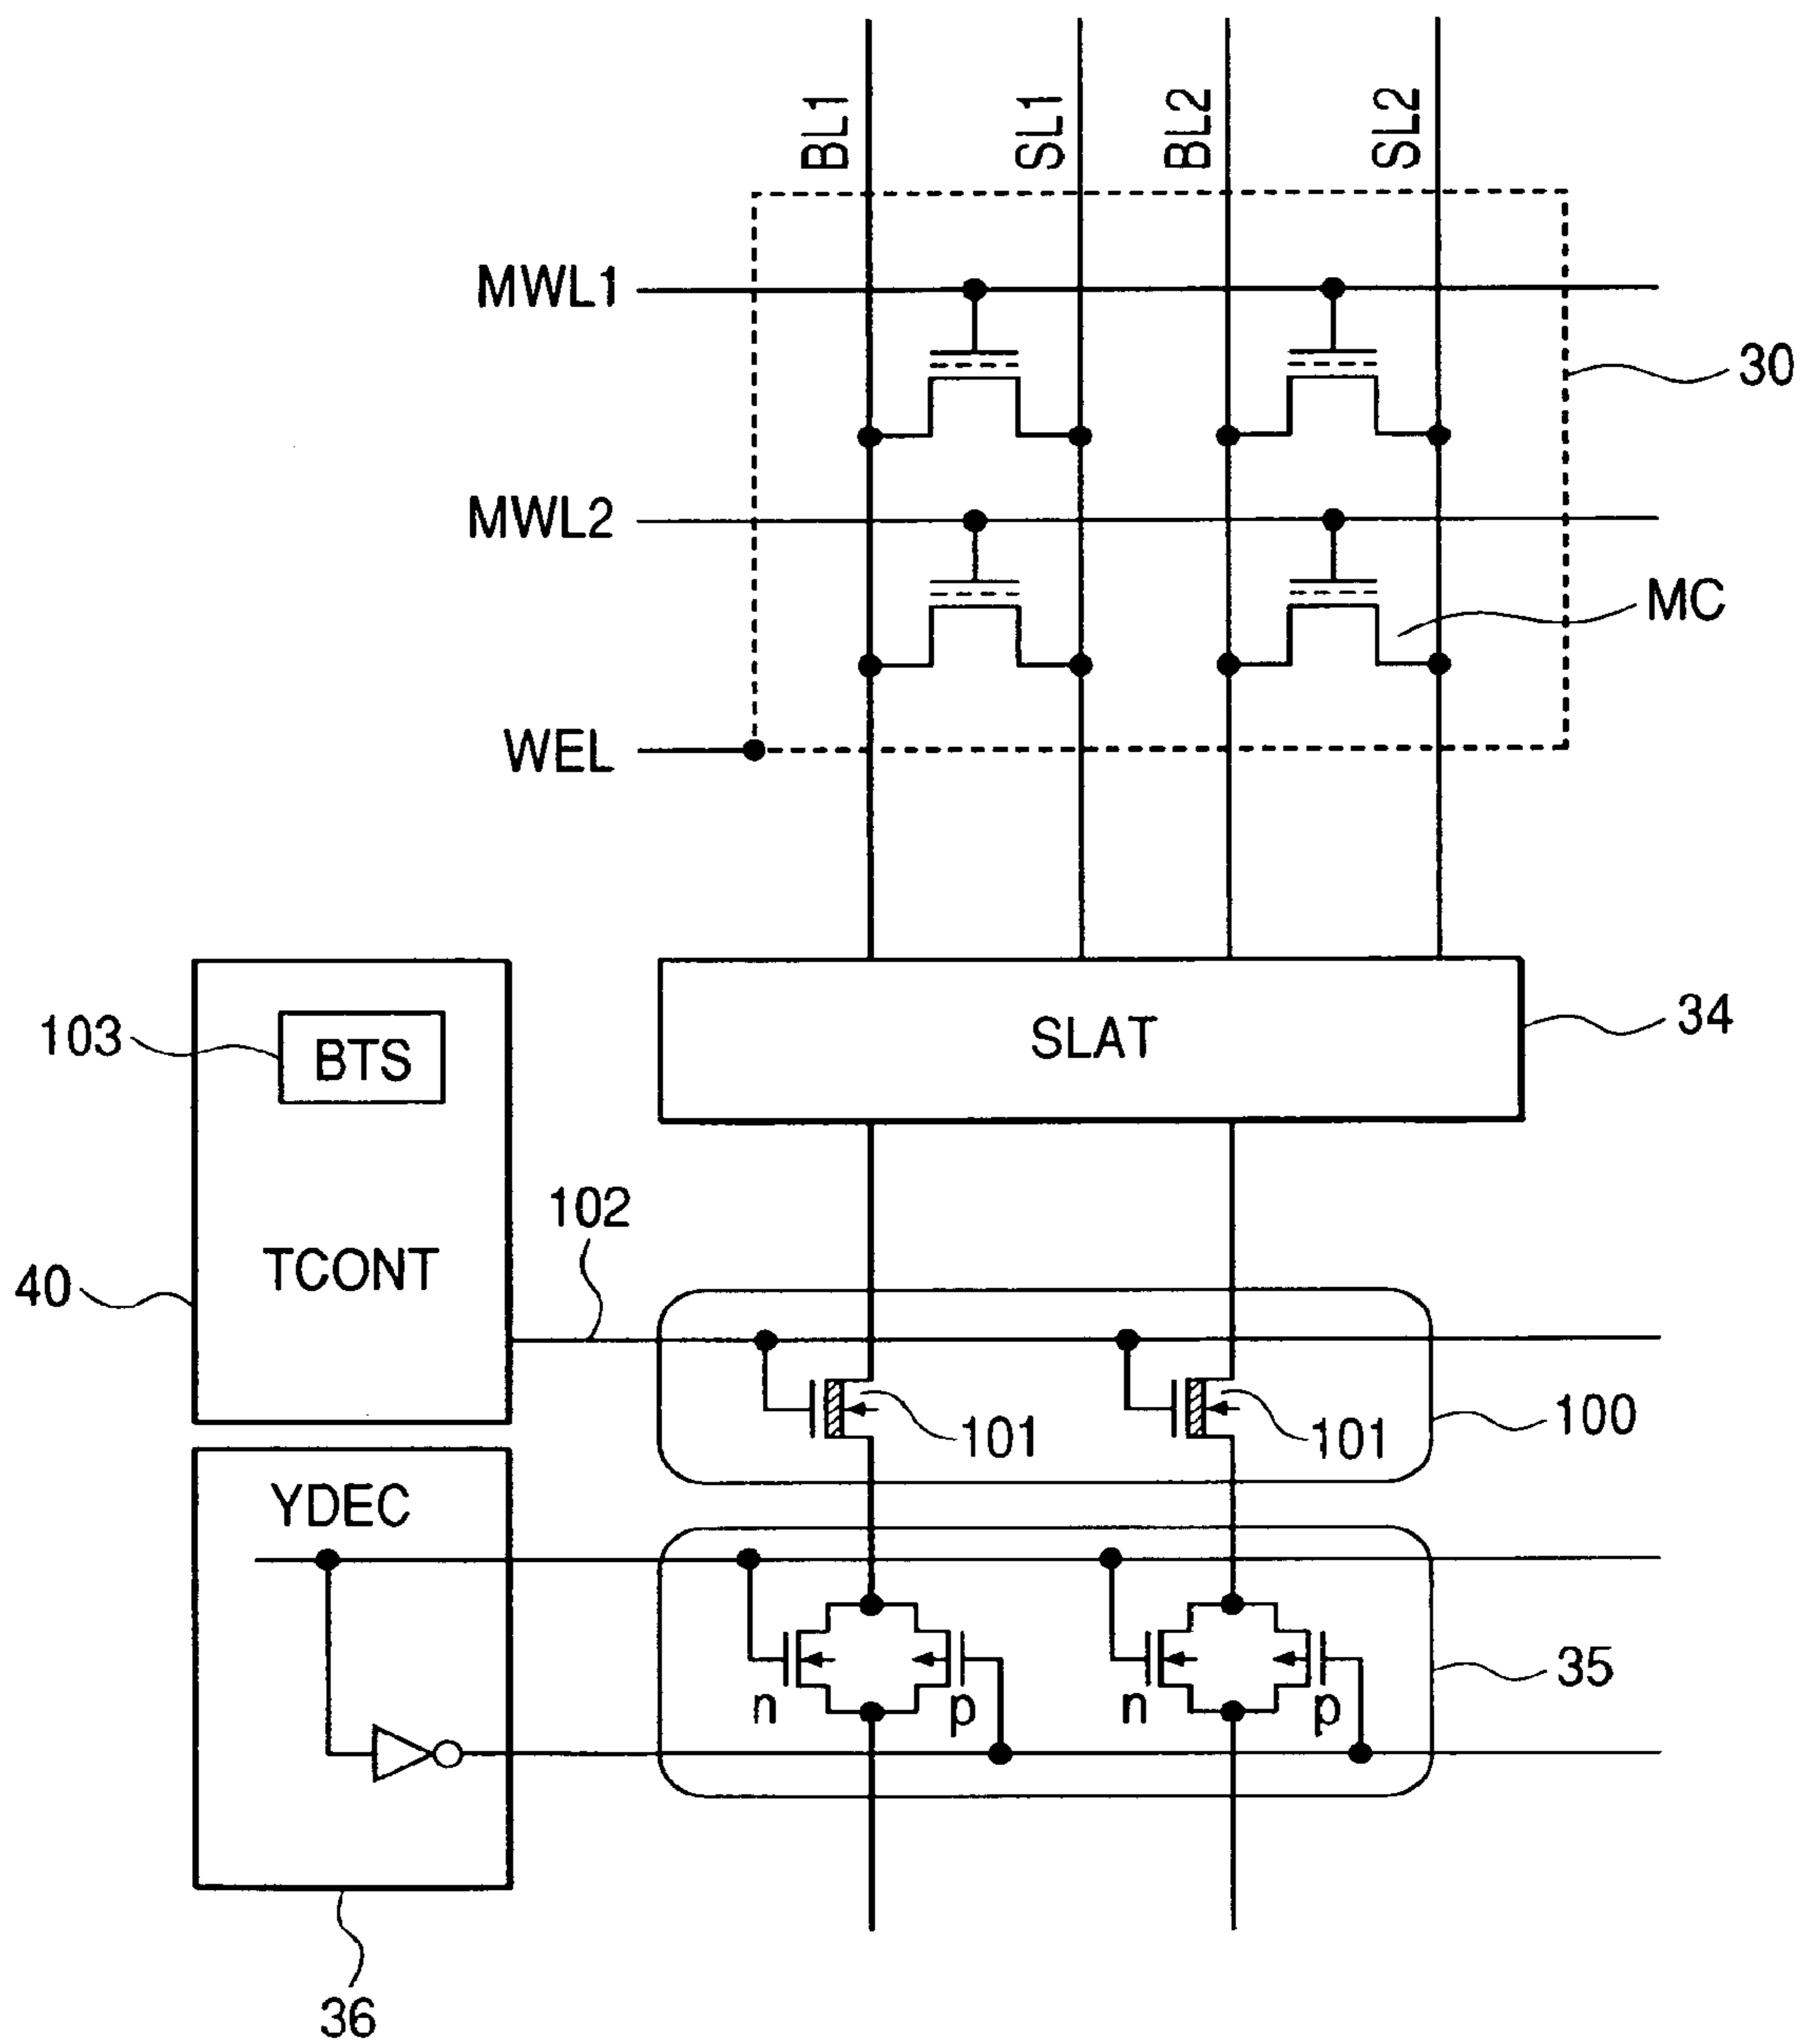 BL1
SL1
BL2
SL2
MWL1
30
MWL2
MC
WEL
103
BTS
SLAT
34
102
TCONT
40
101
101
100
YDEC
n
p
n
p
35
36